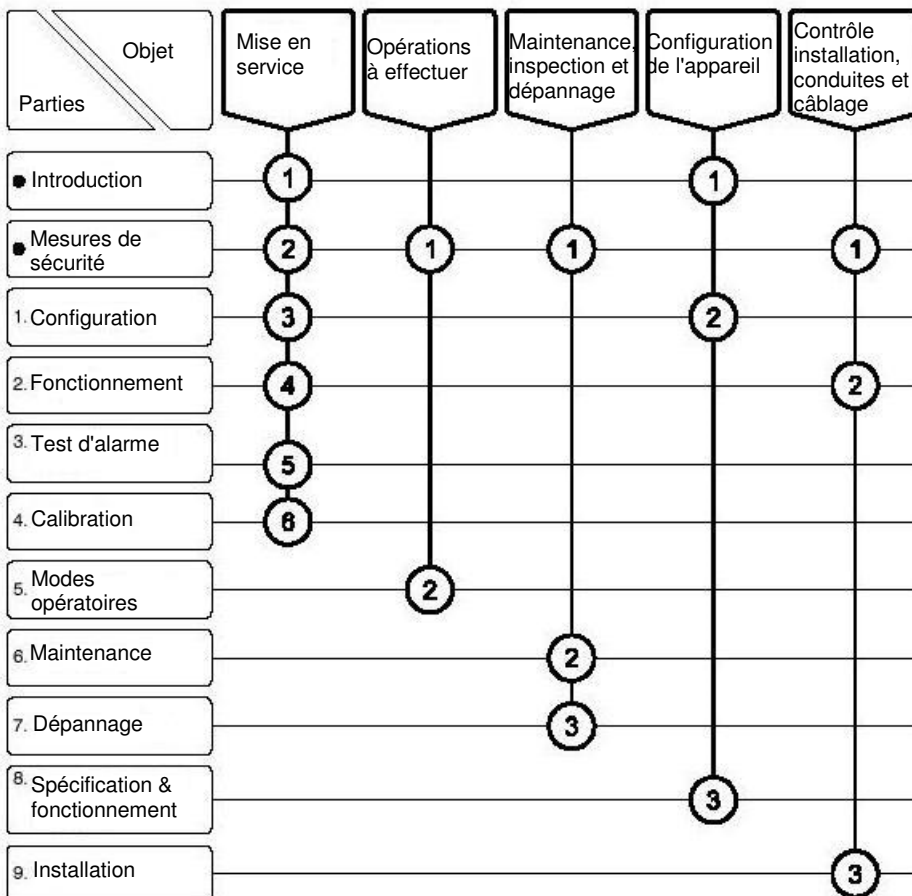 Objet
Parties
Mise en
service
Opérations
à effectuer
Maintenance,
inspection et
dépannage
Configuration
de l'appareil
Contrôle
installation,
conduites et
câblage
● Introduction 1 1
● Mesures de
sécurité 2 1 1 1
1. Configuration 3 2
2. Fonctionnement 4 2
3. Test d'alarme 5
4. Calibration 6
5. Modes
opératoires 2
6. Maintenance 2
7. Dépannage 3
8. Spécification &
fonctionnement 3
9. Installation 3